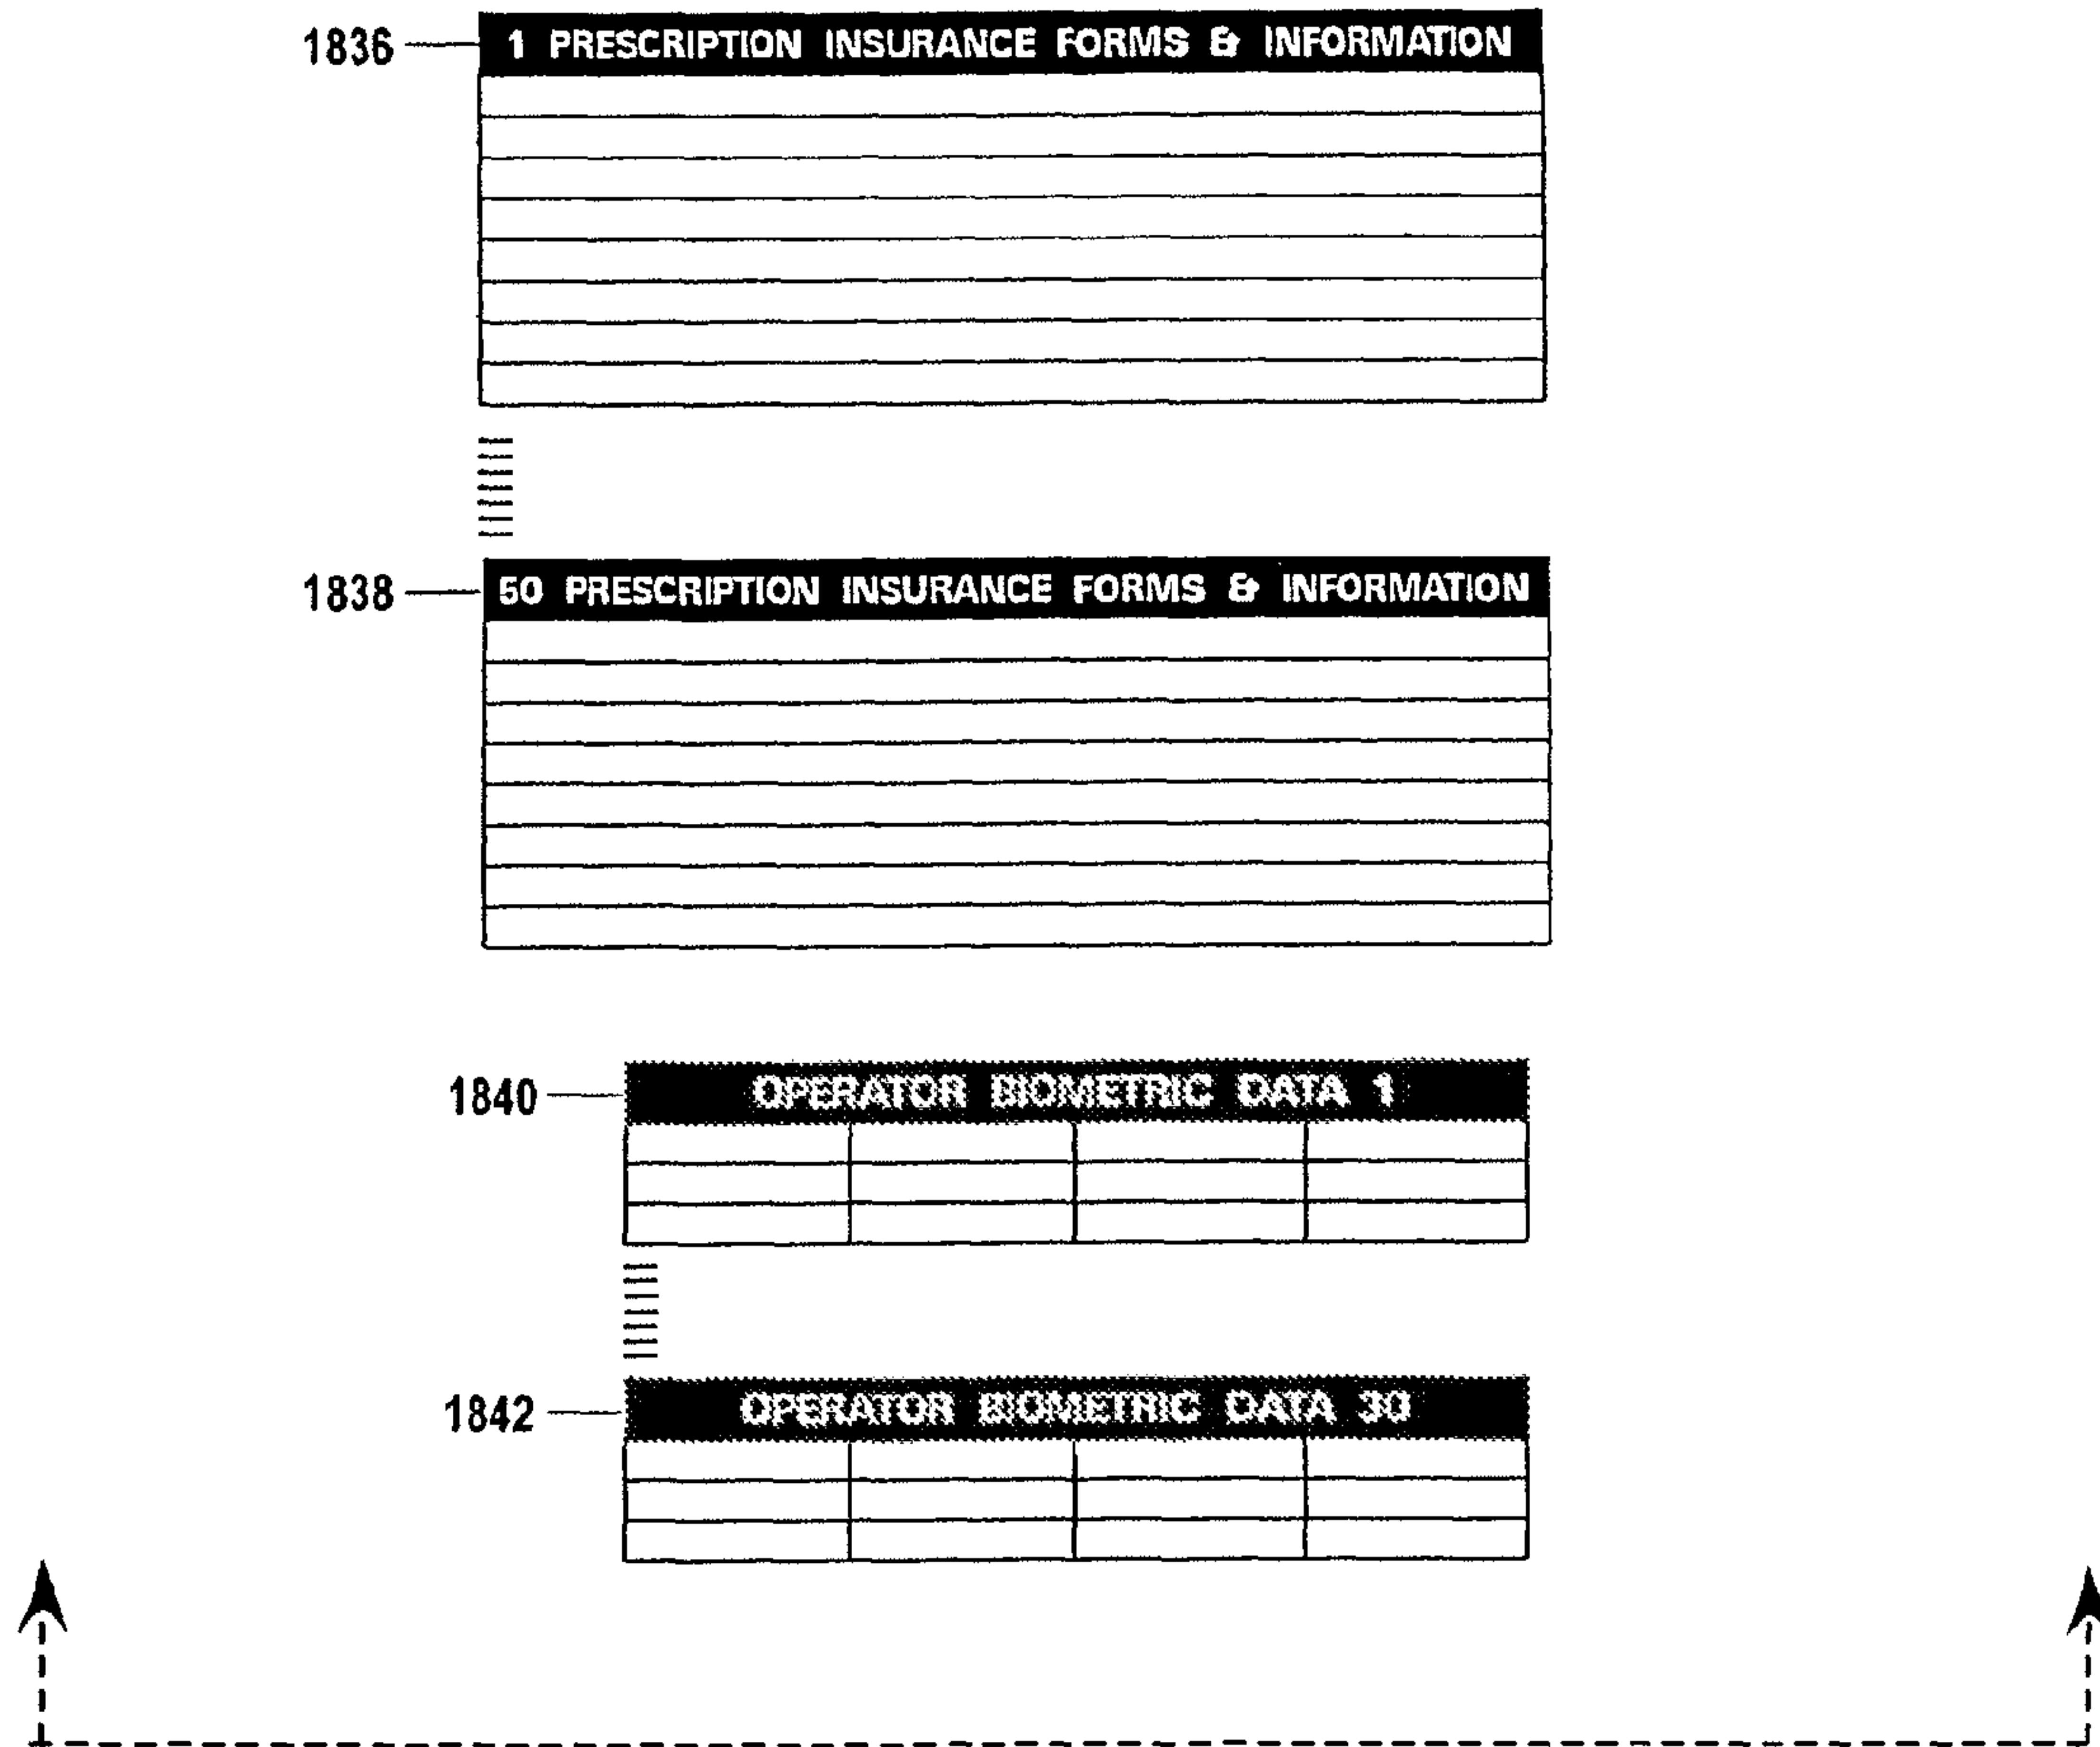 1836 1 PRESCRIPTION INSURANCE FORMS & INFORMATION
1838 50 PRESCRIPTION INSURANCE FORMS & INFORMATION
1840 OPERATOR BIOMETRIC DATA 1
1842 OPERATOR BIOMETRIC DATA 30